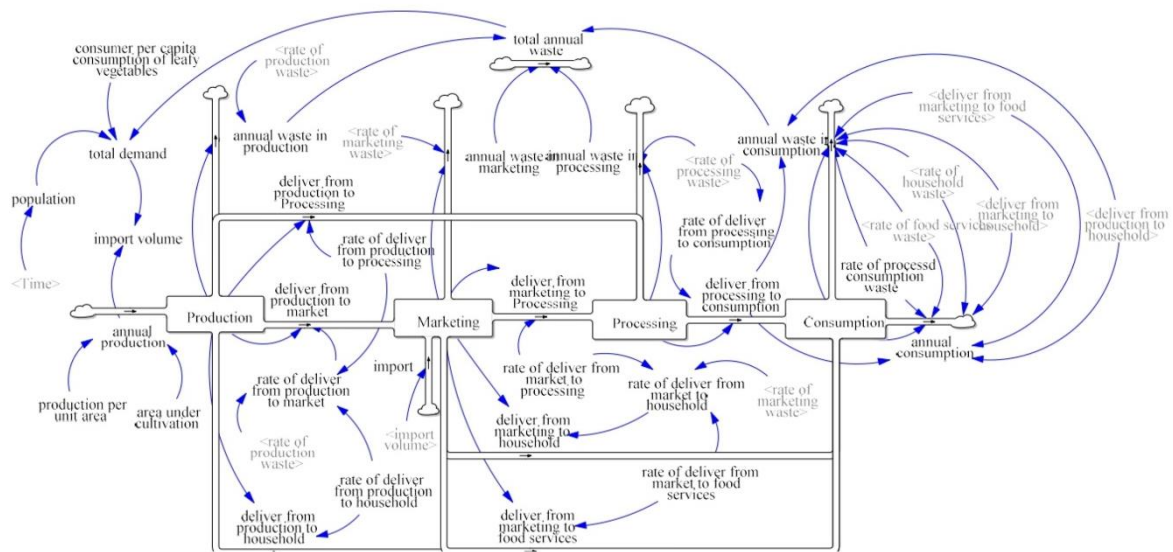 consumer per capita
consumption of leafy
vegetables
<rate of
production
waste>
total annual
waste
<deliver from
marketing to food
services>
total demand
annual waste in
production
<rate of
marketing
waste>
annual waste in
marketing
annual waste in
processing
<rate of
processing
waste>
annual waste in
consumption
<rate of
household
waste>
population
deliver from
production to
Processing
<deliver from
marketing to
household>
<deliver from
production to
household>
import volume
rate of deliver
from production
to processing
rate of deliver
from processing
to consumption
<rate of food services
waste>
<Time>
deliver from
production to
market
deliver from
marketing to
Processing
deliver from
processing to
consumption
rate of processd
consumption
waste
Production
Marketing
Processing
Consumption
annual
production
annual
consumption
import
rate of deliver
from production
to market
rate of deliver from
market to
processing
rate of deliver from
market to
household
<rate of
marketing
waste>
production per
unit area
area under
cultivation
<rate of
production
waste>
<import
volume>
deliver from
marketing to
household
rate of deliver
from production
to household
rate of deliver from
market to food
services
deliver from
production to
household
deliver from
marketing to
food services